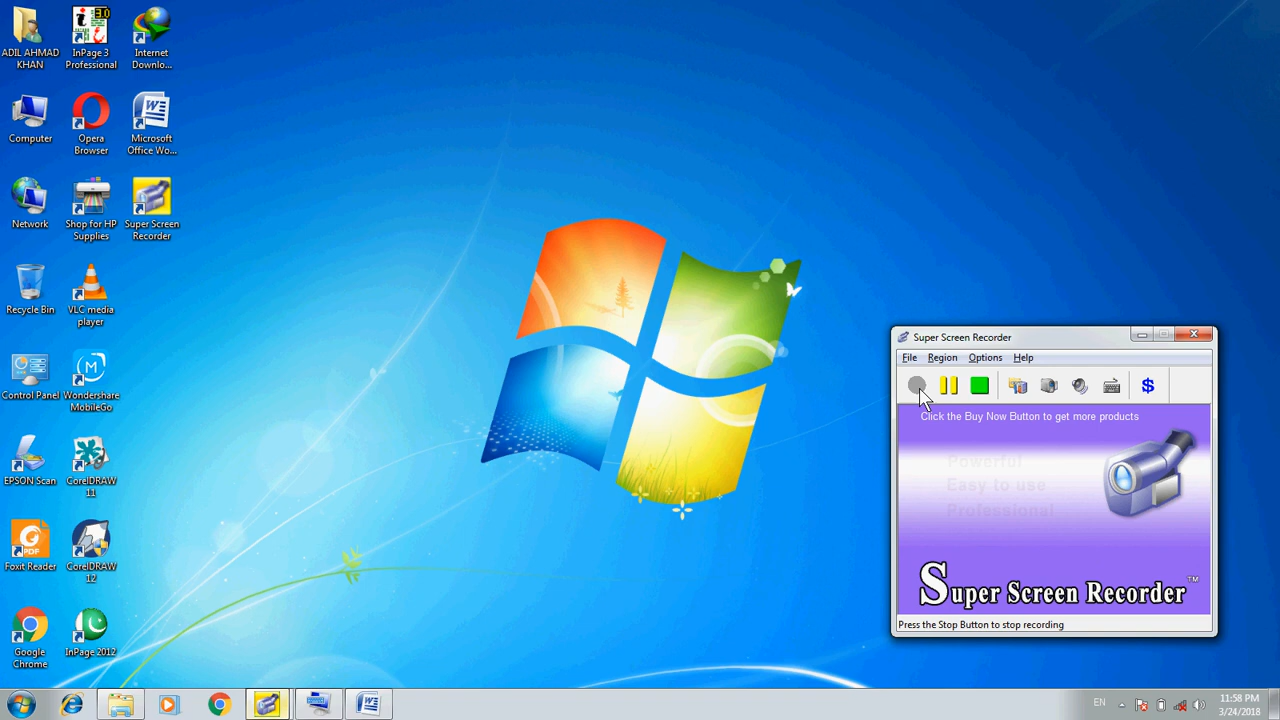 ADIL AHMAD
KHAN
InPage 3
Professional
Internet
Downlo...
Computer
Opera
Browser
Microsoft
Office Wo...
Network
Shop for HP
Supplies
Super Screen
Recorder
Recycle Bin
VLC media
player
Control Panel
Wondershare
MobileGo
EPSON Scan
CorelDRAW
11
PDF
Foxit Reader
CorelDRAW
12
Google
Chrome
InPage 2012
Super Screen Recorder
File Region Options Help
Click the Buy Now Button to get more products
Powerful
Easy to use
Professional
Super Screen Recorder™
Press the Stop Button to stop recording
EN
11:58 PM
3/24/2018